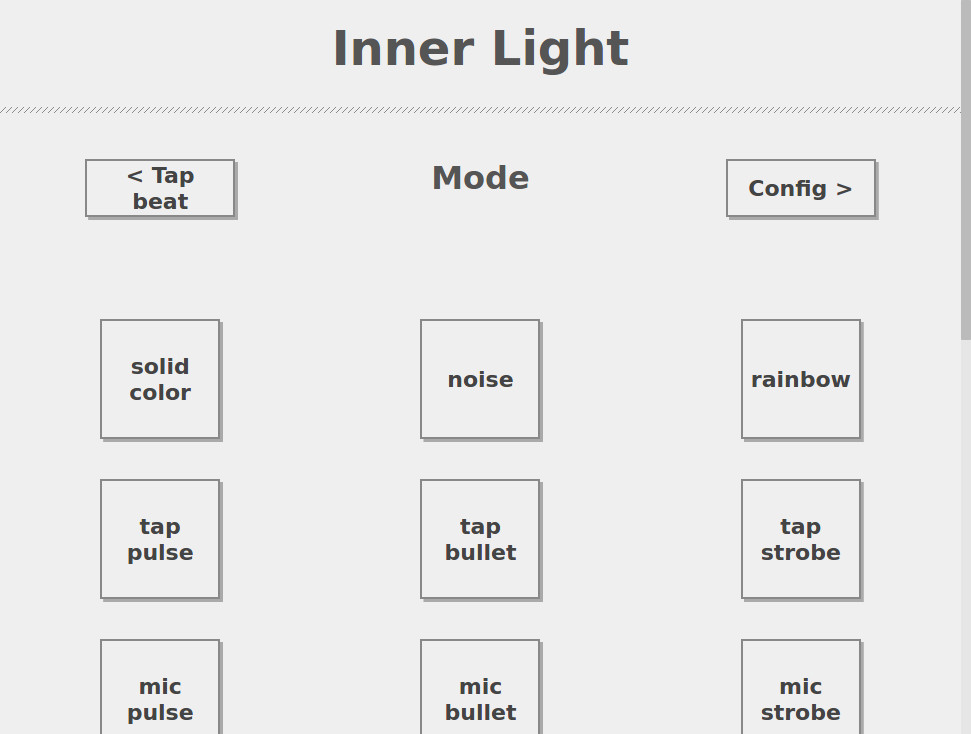 Inner Light
< Tap
beat
Mode
Config >
solid
color
noise
rainbow
tap
pulse
tap
bullet
tap
strobe
mic
pulse
mic
bullet
mic
strobe